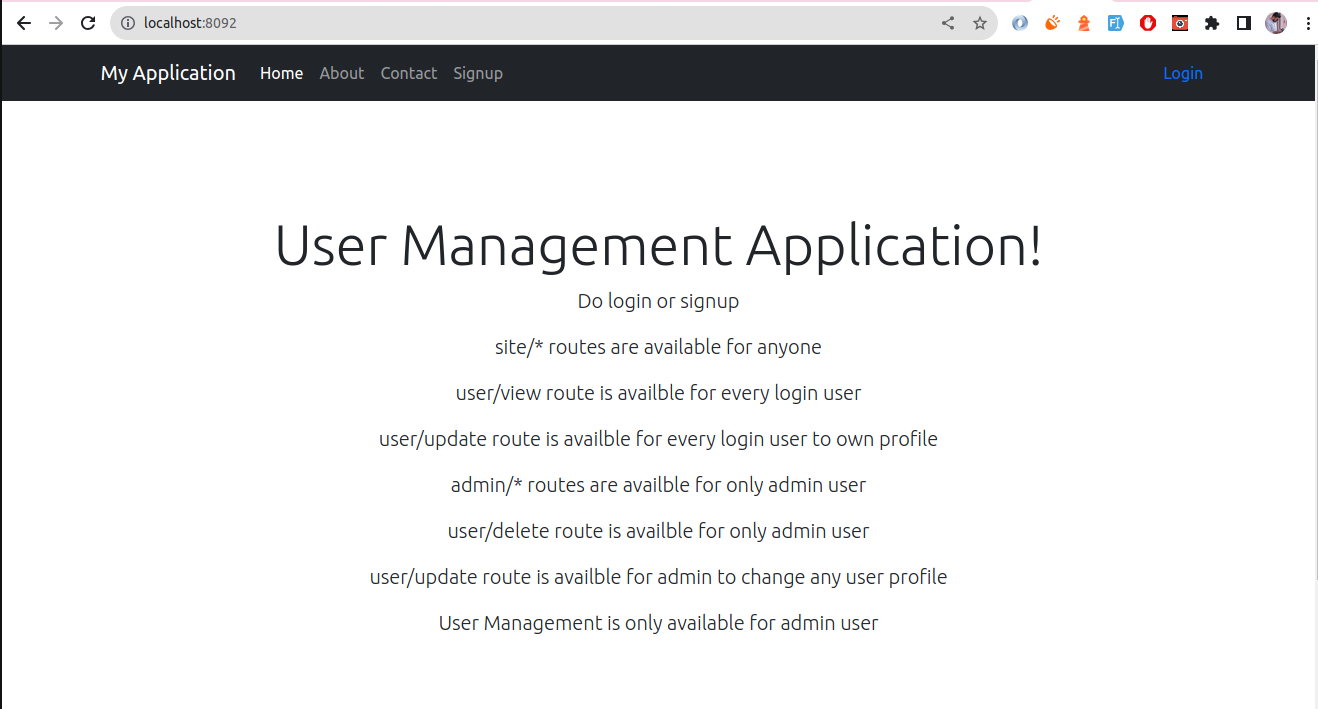 localhost:8092
My Application Home About Contact Signup Login
User Management Application!
Do login or signup
site/* routes are available for anyone
user/view route is availble for every login user
user/update route is availble for every login user to own profile
admin/* routes are availble for only admin user
user/delete route is availble for only admin user
user/update route is availble for admin to change any user profile
User Management is only available for admin user